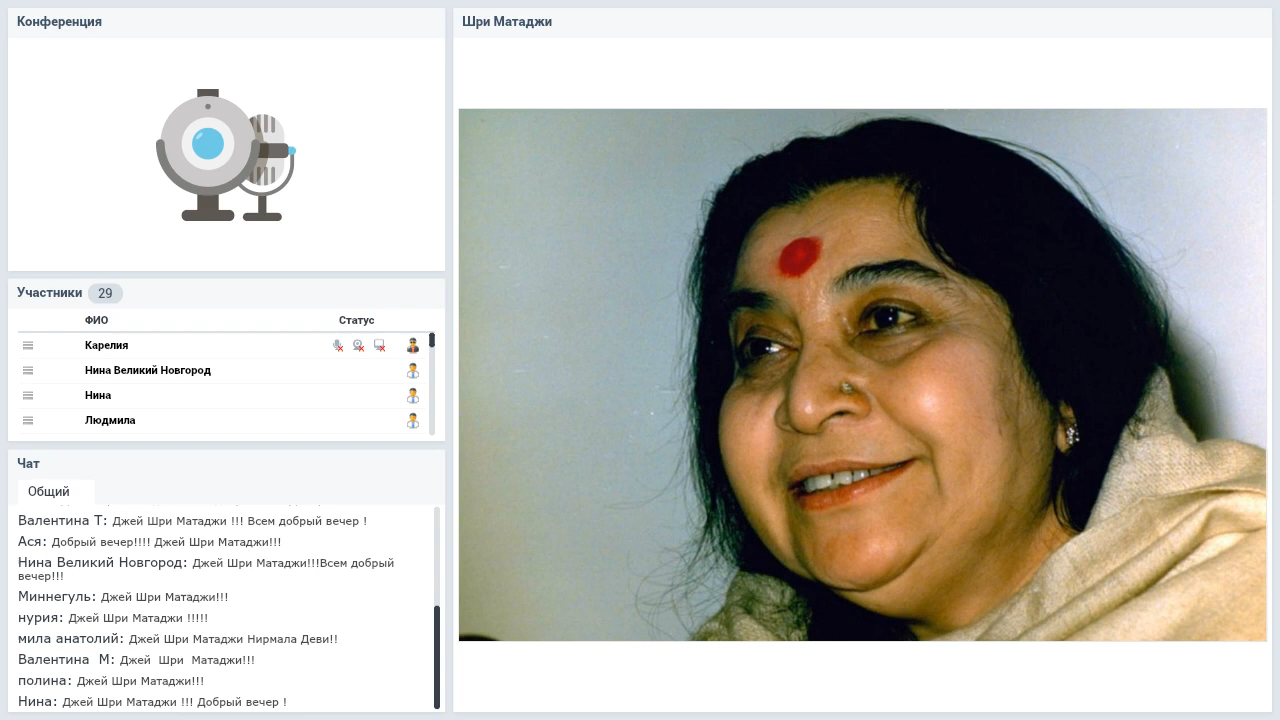 Конференция
Шри Матаджи
Участники 29
ФИО Статус
Карелия
Нина Великий Новгород
Нина
Людмила
Чат
Общий
Валентина Т: Джей Шри Матаджи !!! Всем добрый вечер !
Ася: Добрый вечер!!!! Джей Шри Матаджи!!!
Нина Великий Новгород: Джей Шри Матаджи!!!Всем добрый
вечер!!!
Миннегуль: Джей Шри Матаджи!!!
нурия: Джей Шри Матаджи !!!!!
мила анатолий: Джей Шри Матаджи Нирмала Деви!!
Валентина  М: Джей  Шри  Матаджи!!!
полина: Джей Шри Матаджи!!!
Нина: Джей Шри Матаджи !!! Добрый вечер !